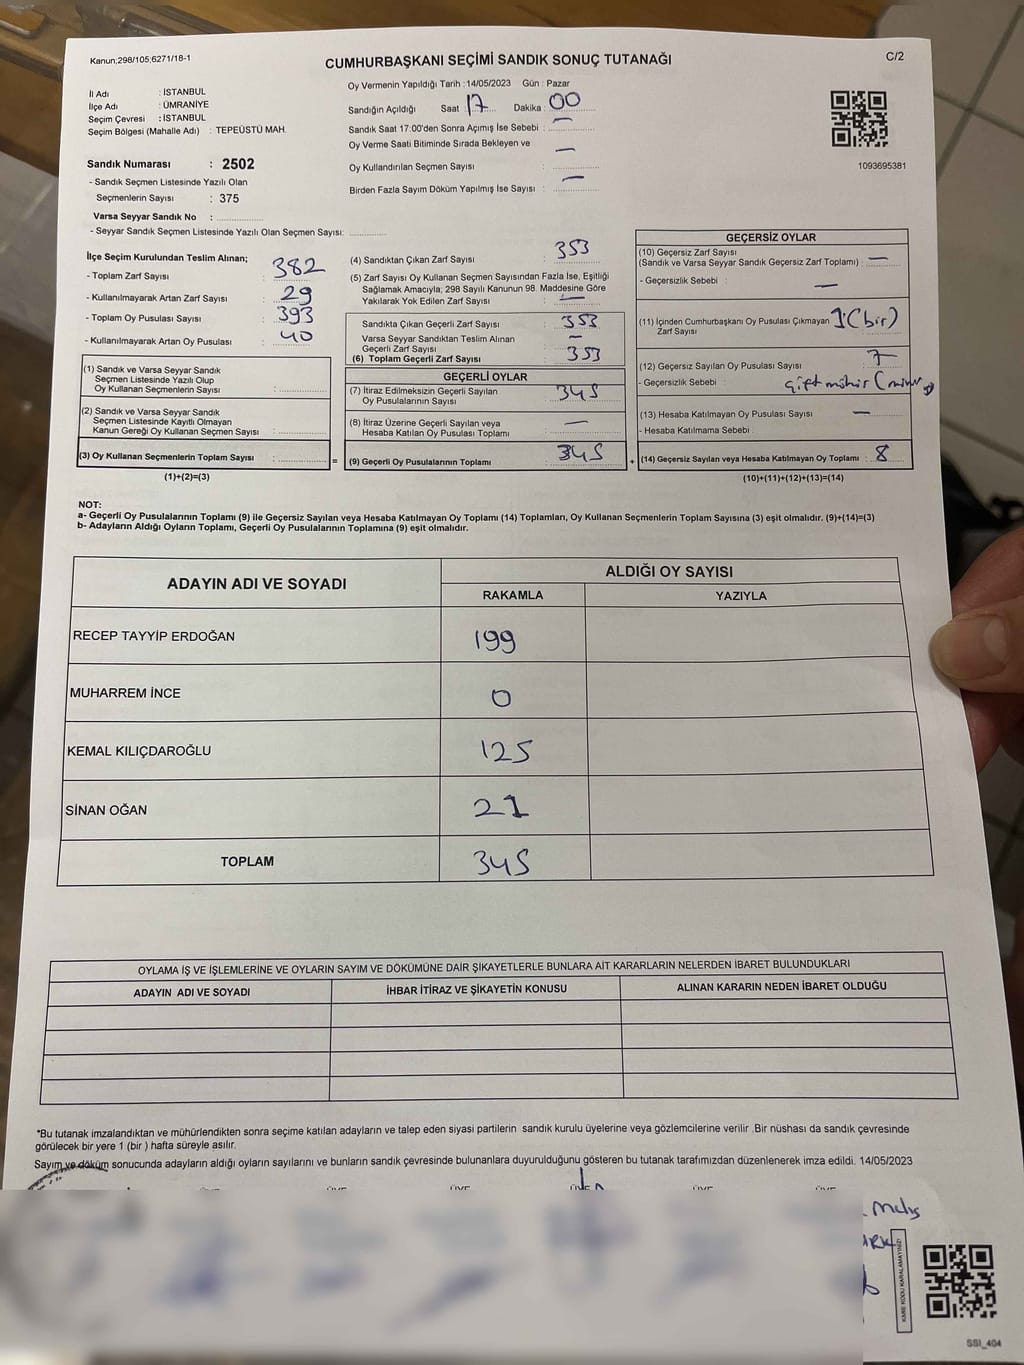 Kanun;298/105;6271/18-1
CUMHURBAŞKANI SEÇİMİ SANDIK SONUÇ TUTANAĞI
C/2
İl Adı : İSTANBUL
İlçe Adı : ÜMRANİYE
Seçim Çevresi : İSTANBUL
Seçim Bölgesi (Mahalle Adı) : TEPEÜSTÜ MAH.
Sandık Numarası : 2502
- Sandık Seçmen Listesinde Yazılı Olan
Seçmenlerin Sayısı : 375
Varsa Seyyar Sandık No :
- Seyyar Sandık Seçmen Listesinde Yazılı Olan Seçmen Sayısı:
Oy Vermenin Yapıldığı Tarih :14/05/2023 Gün : Pazar
Sandığın Açıldığı Saat 17 Dakika : 00
Sandık Saat 17:00'den Sonra Açımış İse Sebebi : —
Oy Verme Saati Bitiminde Sırada Bekleyen ve —
Oy Kullandırılan Seçmen Sayısı :
Birden Fazla Sayım Döküm Yapılmış İse Sayısı : —
1093695381
İlçe Seçim Kurulundan Teslim Alınan;
- Toplam Zarf Sayısı : 382
- Kullanılmayarak Artan Zarf Sayısı : 29
- Toplam Oy Pusulası Sayısı : 393
- Kullanılmayarak Artan Oy Pusulası : 40
(1) Sandık ve Varsa Seyyar Sandık
Seçmen Listesinde Yazılı Olup
Oy Kullanan Seçmenlerin Sayısı :
(2) Sandık ve Varsa Seyyar Sandık
Seçmen Listesinde Kayıtlı Olmayan
Kanun Gereği Oy Kullanan Seçmen Sayısı :
(3) Oy Kullanan Seçmenlerin Toplam Sayısı :
(1)+(2)=(3)
(4) Sandıktan Çıkan Zarf Sayısı : 353
(5) Zarf Sayısı Oy Kullanan Seçmen Sayısından Fazla İse, Eşitliği
Sağlamak Amacıyla; 298 Sayılı Kanunun 98. Maddesine Göre
Yakılarak Yok Edilen Zarf Sayısı : —
Sandıkta Çıkan Geçerli Zarf Sayısı : 353
Varsa Seyyar Sandıktan Teslim Alınan
Geçerli Zarf Sayısı : —
(6) Toplam Geçerli Zarf Sayısı : 353
GEÇERLİ OYLAR
(7) İtiraz Edilmeksizin Geçerli Sayılan
Oy Pusulalarının Sayısı : 345
(8) İtiraz Üzerine Geçerli Sayılan veya
Hesaba Katılan Oy Pusulası Toplamı : —
= (9) Geçerli Oy Pusulalarının Toplamı : 345
GEÇERSİZ OYLAR
(10) Geçersiz Zarf Sayısı
(Sandık ve Varsa Seyyar Sandık Geçersiz Zarf Toplamı) : —
- Geçersizlik Sebebi : —
(11) İçinden Cumhurbaşkanı Oy Pusulası Çıkmayan 1 (bir)
Zarf Sayısı
(12) Geçersiz Sayılan Oy Pusulası Sayısı : 7
- Geçersizlik Sebebi : çift mühür
(13) Hesaba Katılmayan Oy Pusulası Sayısı : —
- Hesaba Katılmama Sebebi :
+ (14) Geçersiz Sayılan veya Hesaba Katılmayan Oy Toplamı : 8
(10)+(11)+(12)+(13)=(14)
NOT:
a- Geçerli Oy Pusulalarının Toplamı (9) ile Geçersiz Sayılan veya Hesaba Katılmayan Oy Toplamı (14) Toplamları, Oy Kullanan Seçmenlerin Toplam Sayısına (3) eşit olmalıdır. (9)+(14)=(3)
b- Adayların Aldığı Oyların Toplamı, Geçerli Oy Pusulalarının Toplamına (9) eşit olmalıdır.
ADAYIN ADI VE SOYADI
ALDIĞI OY SAYISI
RAKAMLA YAZIYLA
RECEP TAYYİP ERDOĞAN 199
MUHARREM İNCE 0
KEMAL KILIÇDAROĞLU 125
SİNAN OĞAN 21
TOPLAM 345
OYLAMA İŞ VE İŞLEMLERİNE VE OYLARIN SAYIM VE DÖKÜMÜNE DAİR ŞİKAYETLERLE BUNLARA AİT KARARLARIN NELERDEN İBARET BULUNDUKLARI
ADAYIN ADI VE SOYADI İHBAR İTİRAZ VE ŞİKAYETİN KONUSU ALINAN KARARIN NEDEN İBARET OLDUĞU
*Bu tutanak imzalandıktan ve mühürlendikten sonra seçime katılan adayların ve talep eden siyasi partilerin sandık kurulu üyelerine veya gözlemcilerine verilir .Bir nüshası da sandık çevresinde
görülecek bir yere 1 (bir ) hafta süreyle asılır.
Sayım ve döküm sonucunda adayların aldığı oyların sayılarını ve bunların sandık çevresinde bulunanlara duyurulduğunu gösteren bu tutanak tarafımızdan düzenlenerek imza edildi. 14/05/2023
ÜYE ÜYE ÜYE ÜYE ÜYE
KARE KODU KARALAMAYINIZ!
SSI_404